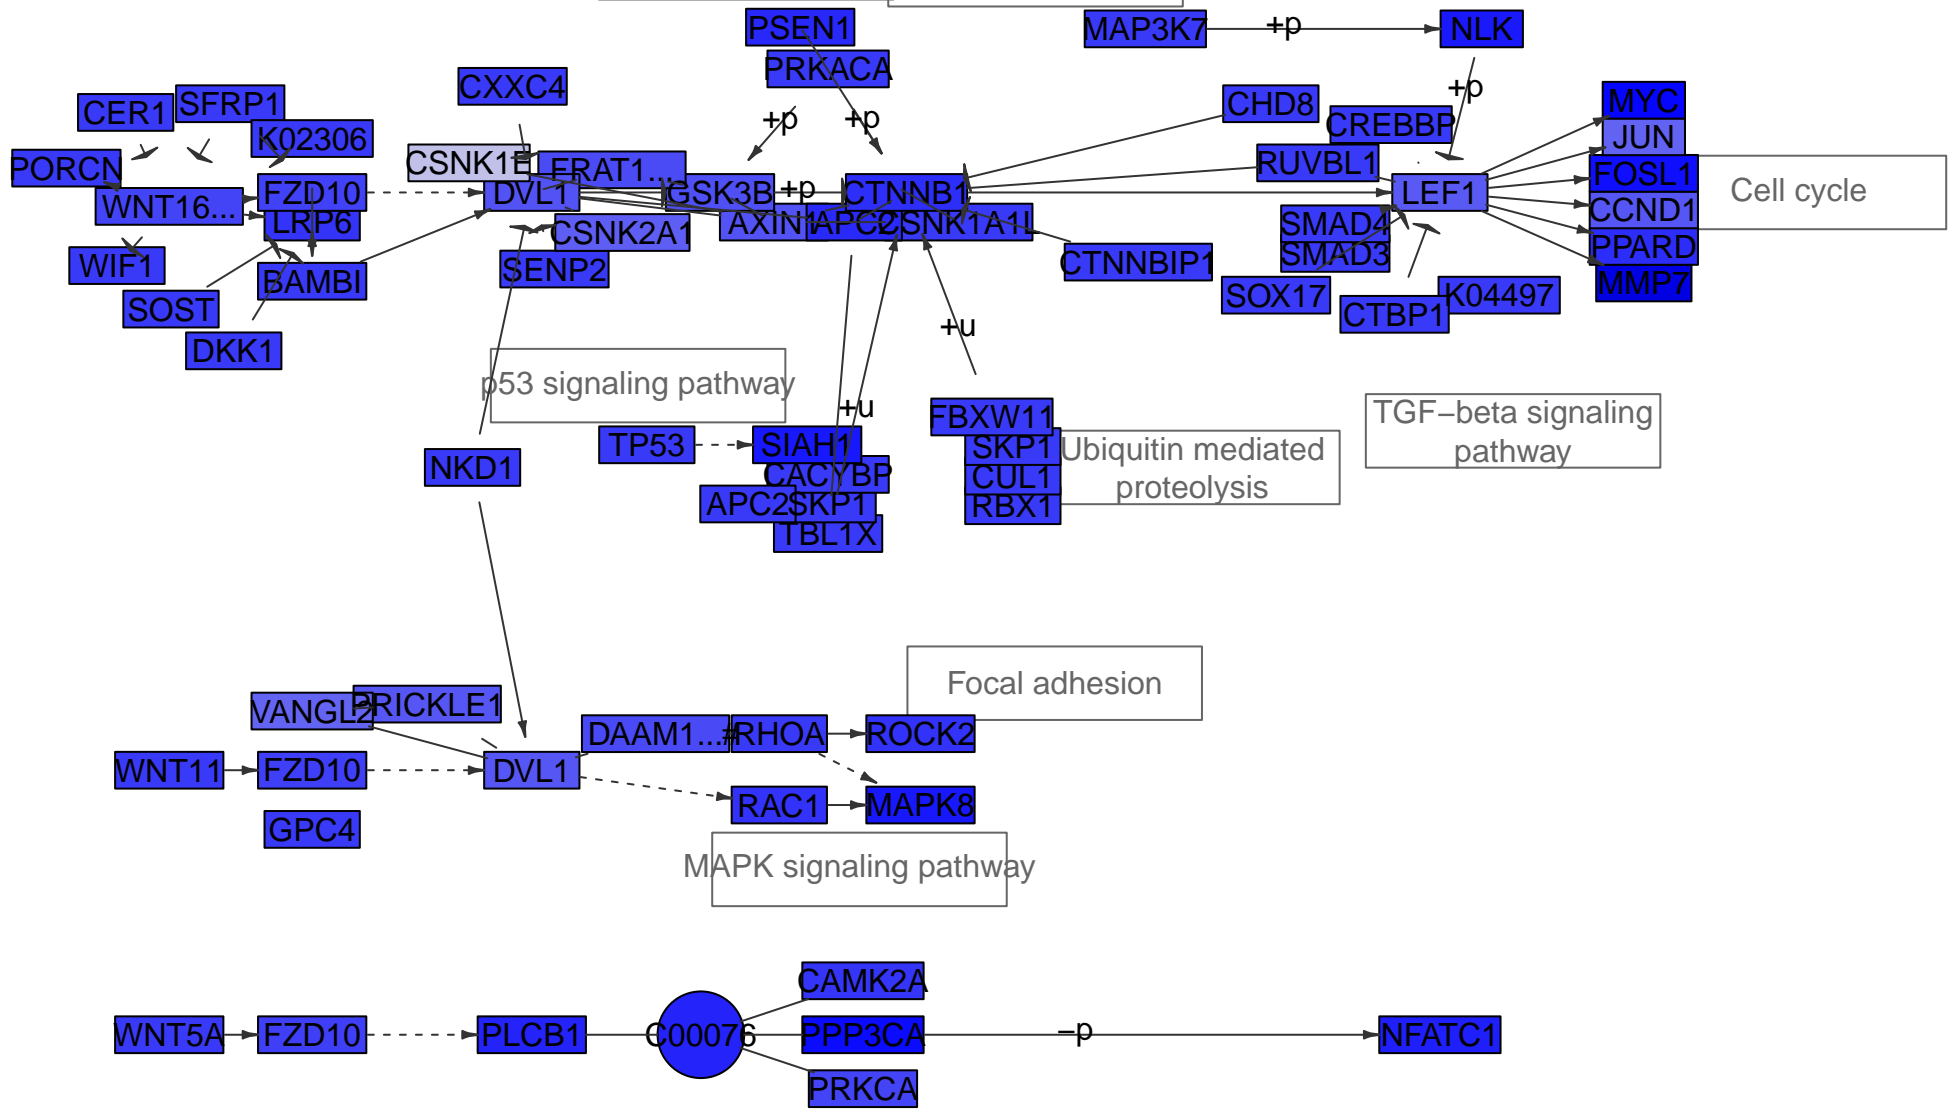 PSEN1
MAP3K7
+p
NLK
PRKACA
CXXC4
CER1
SFRP1
K02306
+p
+p
CHD8
+p
CREBBP
MYC
JUN
PORCN
CSNK1E
FRAT1...
RUVBL1
FOSL1
Cell cycle
WNT16...
FZD10
DVL1
GSK3B
+p
CTNNB1
LEF1
CCND1
LRP6
CSNK2A1
AXIN1
APC2
CSNK1A1L
SMAD4
SMAD3
PPARD
WIF1
BAMBI
SENP2
CTNNBIP1
MMP7
SOST
SOX17
K04497
CTBP1
DKK1
+u
p53 signaling pathway
+u
FBXW11
TGF−beta signaling
pathway
TP53
SIAH1
SKP1
Ubiquitin mediated
proteolysis
NKD1
CACYBP
CUL1
APC2
SKP1
RBX1
TBL1X
Focal adhesion
VANGL2
PRICKLE1
DAAM1...#
RHOA
ROCK2
WNT11
FZD10
DVL1
RAC1
MAPK8
GPC4
MAPK signaling pathway
CAMK2A
WNT5A
FZD10
PLCB1
C00076
PPP3CA
−p
NFATC1
PRKCA